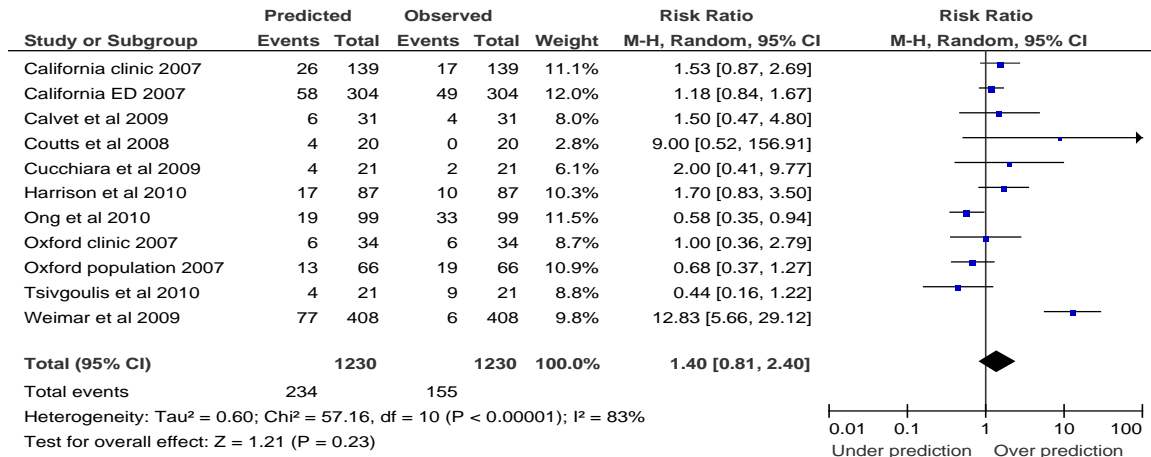 Predicted Observed Risk Ratio Risk Ratio
Study or Subgroup Events Total Events Total Weight M-H, Random, 95% CI M-H, Random, 95% CI
California clinic 2007 26 139 17 139 11.1% 1.53 [0.87, 2.69]
California ED 2007 58 304 49 304 12.0% 1.18 [0.84, 1.67]
Calvet et al 2009 6 31 4 31 8.0% 1.50 [0.47, 4.80]
Coutts et al 2008 4 20 0 20 2.8% 9.00 [0.52, 156.91]
Cucchiara et al 2009 4 21 2 21 6.1% 2.00 [0.41, 9.77]
Harrison et al 2010 17 87 10 87 10.3% 1.70 [0.83, 3.50]
Ong et al 2010 19 99 33 99 11.5% 0.58 [0.35, 0.94]
Oxford clinic 2007 6 34 6 34 8.7% 1.00 [0.36, 2.79]
Oxford population 2007 13 66 19 66 10.9% 0.68 [0.37, 1.27]
Tsivgoulis et al 2010 4 21 9 21 8.8% 0.44 [0.16, 1.22]
Weimar et al 2009 77 408 6 408 9.8% 12.83 [5.66, 29.12]
Total (95% CI) 1230 1230 100.0% 1.40 [0.81, 2.40]
Total events 234 155
Heterogeneity: Tau² = 0.60; Chi² = 57.16, df = 10 (P < 0.00001); I² = 83%
Test for overall effect: Z = 1.21 (P = 0.23)
0.01 0.1 1 10 100
Under prediction Over prediction